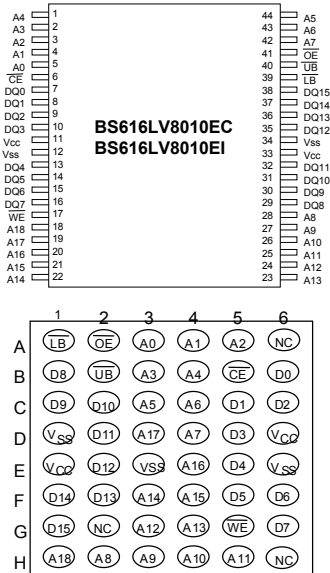 A4 1 44 A5
A3 2 43 A6
A2 3 42 A7
A1 4 41 OE
A0 5 40 UB
CE 6 39 LB
DQ0 7 38 DQ15
DQ1 8 37 DQ14
DQ2 9 36 DQ13
DQ3 10 35 DQ12
Vcc 11 34 Vss
Vss 12 33 Vcc
DQ4 13 32 DQ11
DQ5 14 31 DQ10
DQ6 15 30 DQ9
DQ7 16 29 DQ8
WE 17 28 A8
A18 18 27 A9
A17 19 26 A10
A16 20 25 A11
A15 21 24 A12
A14 22 23 A13
BS616LV8010EC
BS616LV8010EI
1 2 3 4 5 6
A LB OE A0 A1 A2 NC
B D8 UB A3 A4 CE D0
C D9 D10 A5 A6 D1 D2
D VSS D11 A17 A7 D3 VCC
E VCC D12 VSS A16 D4 VSS
F D14 D13 A14 A15 D5 D6
G D15 NC A12 A13 WE D7
H A18 A8 A9 A10 A11 NC